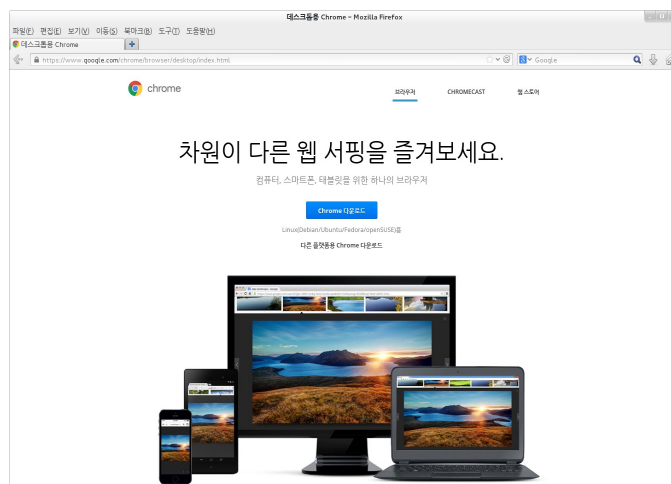 데스크톱용 Chrome - Mozilla Firefox
파일(F) 편집(E) 보기(V) 이동(S) 북마크(B) 도구(T) 도움말(H)
데스크톱용 Chrome
https://www.google.com/chrome/browser/desktop/index.html
Google
chrome
브라우저 CHROMECAST 웹 스토어
차원이 다른 웹 서핑을 즐겨보세요.
컴퓨터, 스마트폰, 태블릿을 위한 하나의 브라우저
Chrome 다운로드
Linux(Debian/Ubuntu/Fedora/openSUSE)용
다른 플랫폼용 Chrome 다운로드